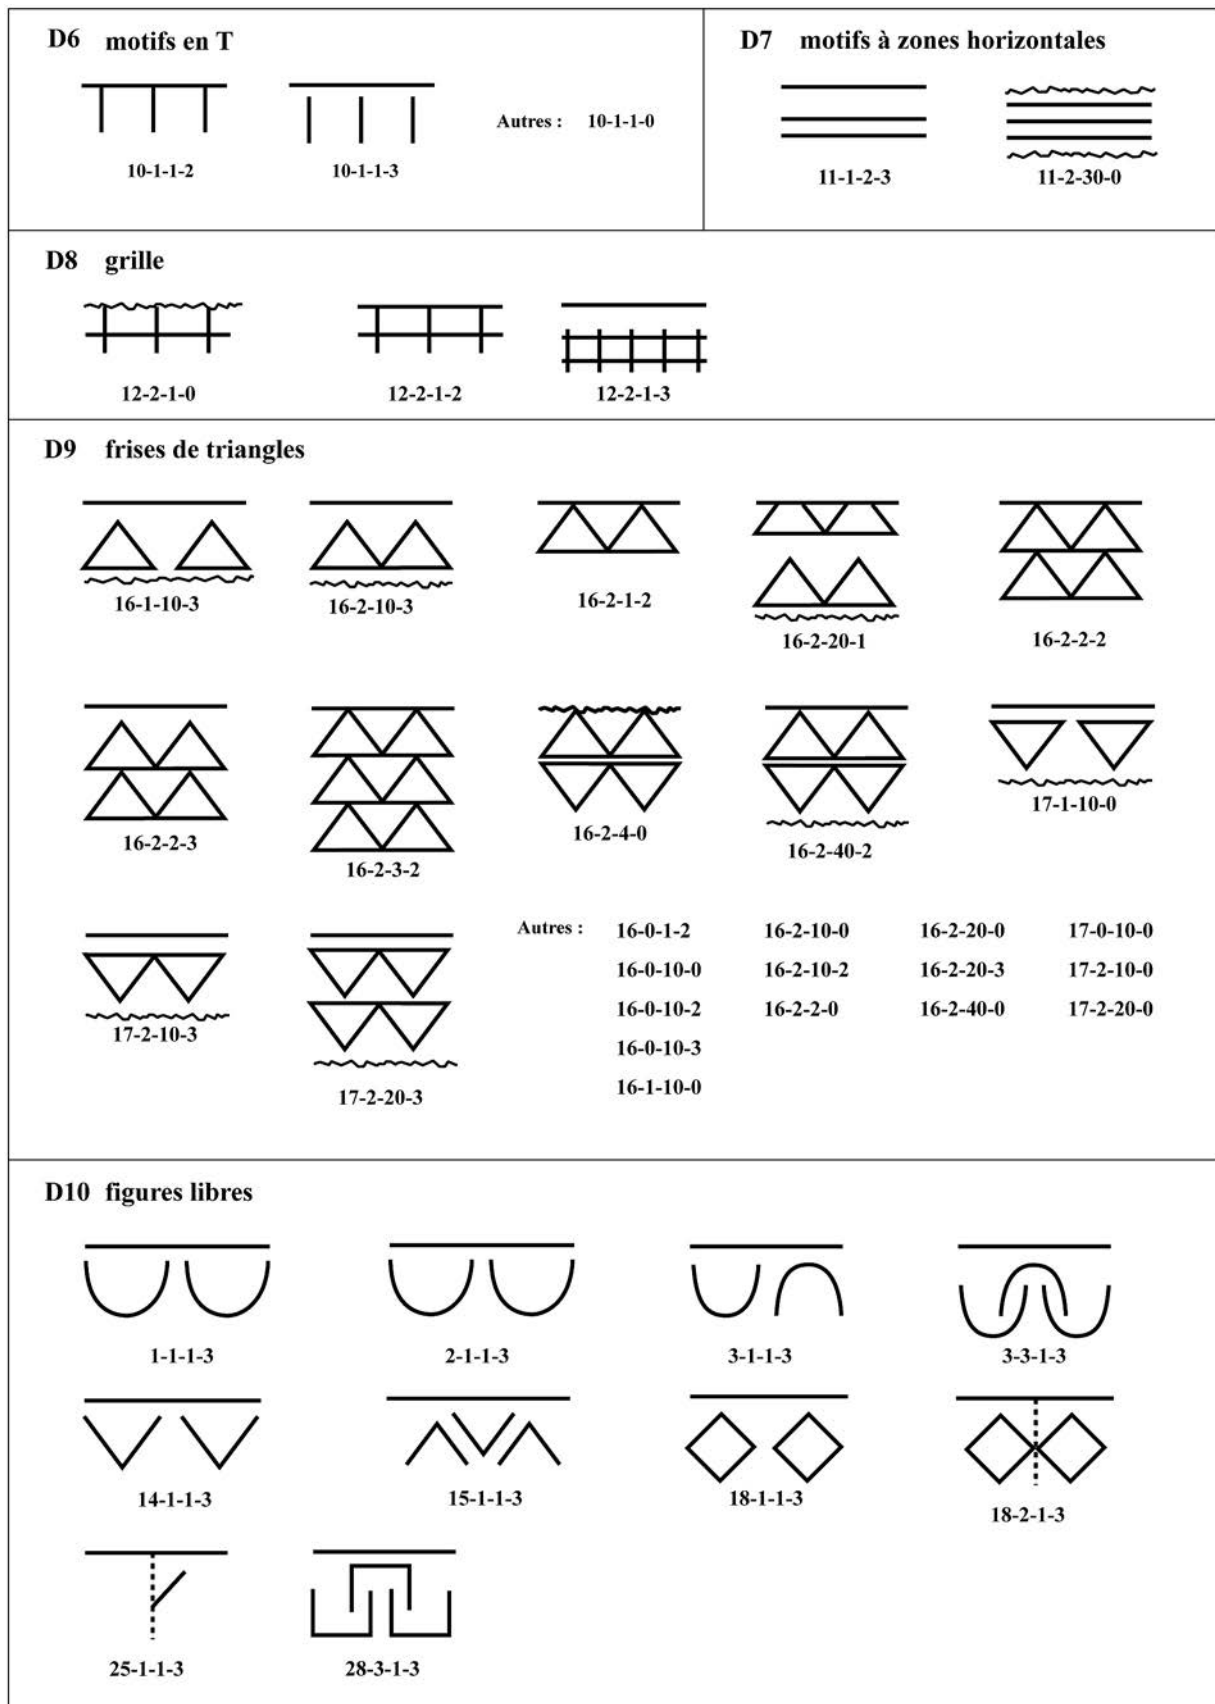 D6 motifs en T
10-1-1-2 10-1-1-3 Autres : 10-1-1-0
D7 motifs à zones horizontales
11-1-2-3 11-2-30-0
D8 grille
12-2-1-0 12-2-1-2 12-2-1-3
D9 frises de triangles
16-1-10-3 16-2-10-3 16-2-1-2 16-2-20-1 16-2-2-2
16-2-2-3 16-2-3-2 16-2-4-0 16-2-40-2 17-1-10-0
17-2-10-3 17-2-20-3
Autres : 16-0-1-2 16-2-10-0 16-2-20-0 17-0-10-0
16-0-10-0 16-2-10-2 16-2-20-3 17-2-10-0
16-0-10-2 16-2-2-0 16-2-40-0 17-2-20-0
16-0-10-3
16-1-10-0
D10 figures libres
1-1-1-3 2-1-1-3 3-1-1-3 3-3-1-3
14-1-1-3 15-1-1-3 18-1-1-3 18-2-1-3
25-1-1-3 28-3-1-3